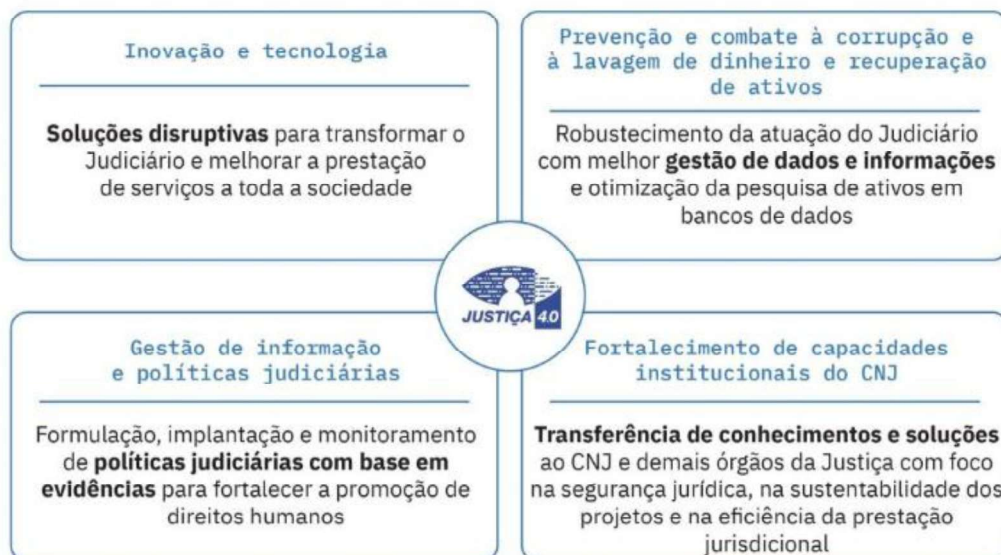 Inovação e tecnologia
Soluções disruptivas para transformar o
Judiciário e melhorar a prestação
de serviços a toda a sociedade
Prevenção e combate à corrupção e
à lavagem de dinheiro e recuperação
de ativos
Robustecimento da atuação do Judiciário
com melhor gestão de dados e informações
e otimização da pesquisa de ativos em
bancos de dados
JUSTIÇA 4.0
Gestão de informação
e políticas judiciárias
Formulação, implantação e monitoramento
de políticas judiciárias com base em
evidências para fortalecer a promoção de
direitos humanos
Fortalecimento de capacidades
institucionais do CNJ
Transferência de conhecimentos e soluções
ao CNJ e demais órgãos da Justiça com foco
na segurança jurídica, na sustentabilidade dos
projetos e na eficiência da prestação
jurisdicional